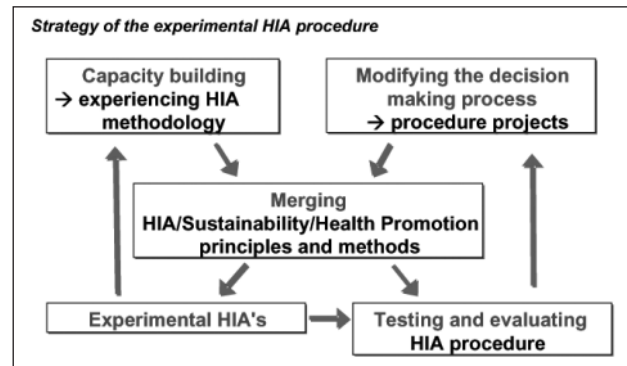 Strategy of the experimental HIA procedure
Capacity building
→ experiencing HIA
methodology
Modifying the decision
making process
→ procedure projects
Merging
HIA/Sustainability/Health Promotion
principles and methods
Experimental HIA's
Testing and evaluating
HIA procedure